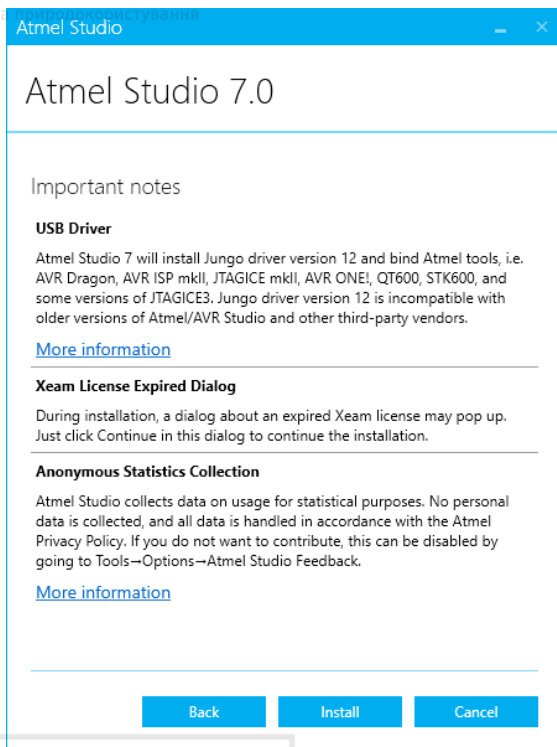 а природокористування
Atmel Studio
Atmel Studio 7.0
Important notes
USB Driver
Atmel Studio 7 will install Jungo driver version 12 and bind Atmel tools, i.e.
AVR Dragon, AVR ISP mkII, JTAGICE mkII, AVR ONE!, QT600, STK600, and
some versions of JTAGICE3. Jungo driver version 12 is incompatible with
older versions of Atmel/AVR Studio and other third-party vendors.
More information
Xeam License Expired Dialog
During installation, a dialog about an expired Xeam license may pop up.
Just click Continue in this dialog to continue the installation.
Anonymous Statistics Collection
Atmel Studio collects data on usage for statistical purposes. No personal
data is collected, and all data is handled in accordance with the Atmel
Privacy Policy. If you do not want to contribute, this can be disabled by
going to Tools→Options→Atmel Studio Feedback.
More information
Back Install Cancel